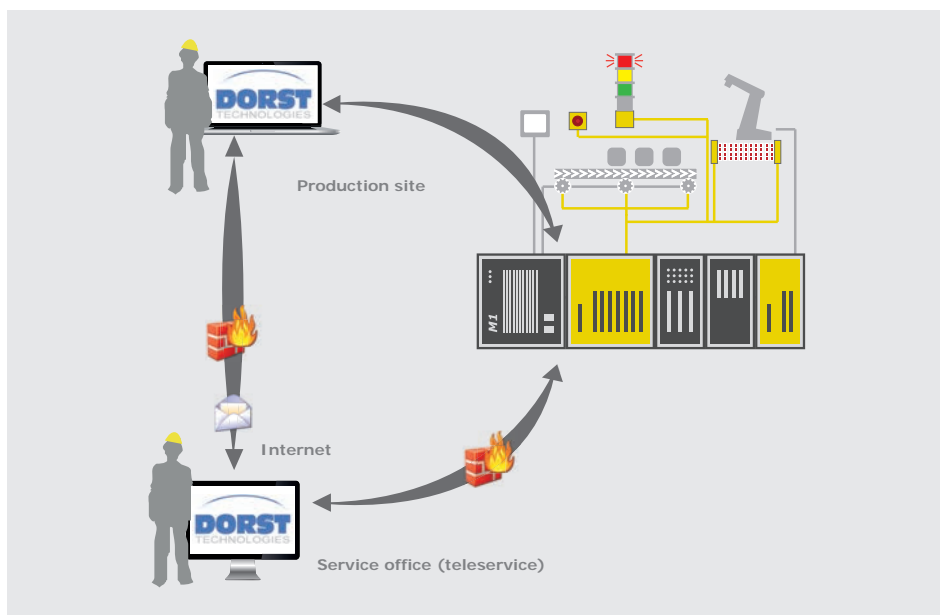 DORST
TECHNOLOGIES
Production site
M1
Internet
DORST
TECHNOLOGIES
Service office (teleservice)